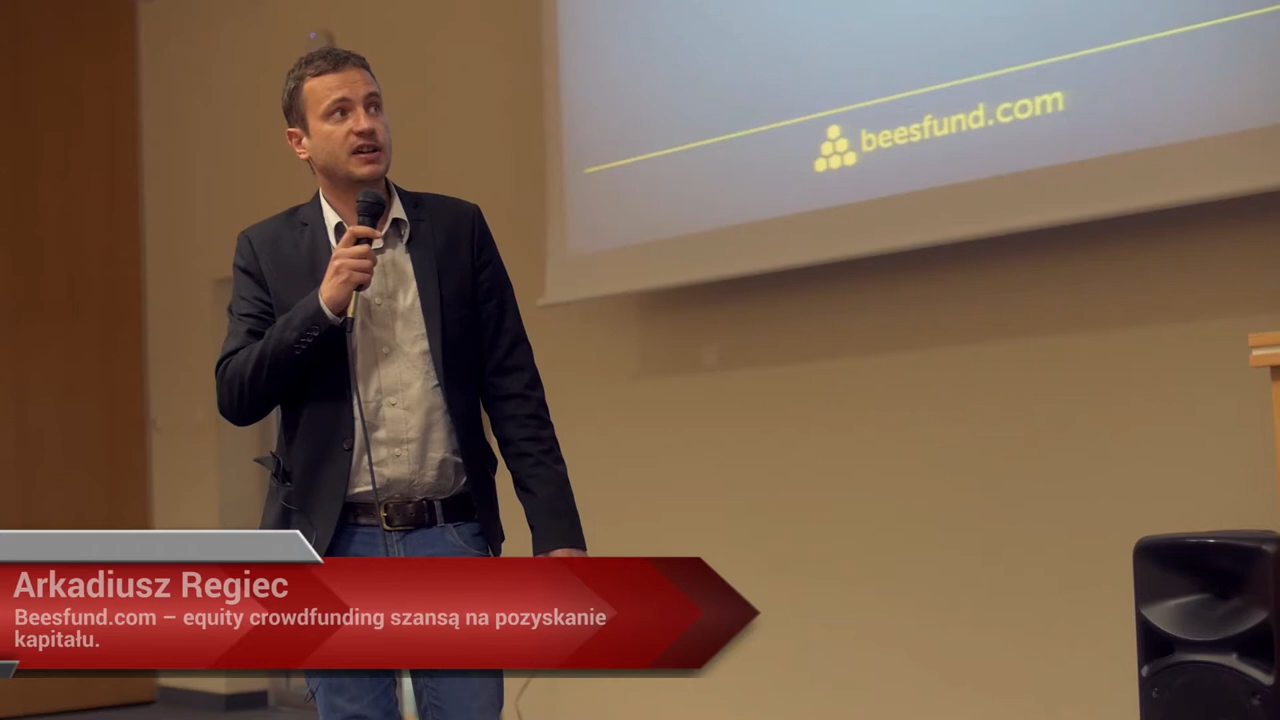 beesfund.com
Arkadiusz Regiec
Beesfund.com – equity crowdfunding szansą na pozyskanie
kapitału.